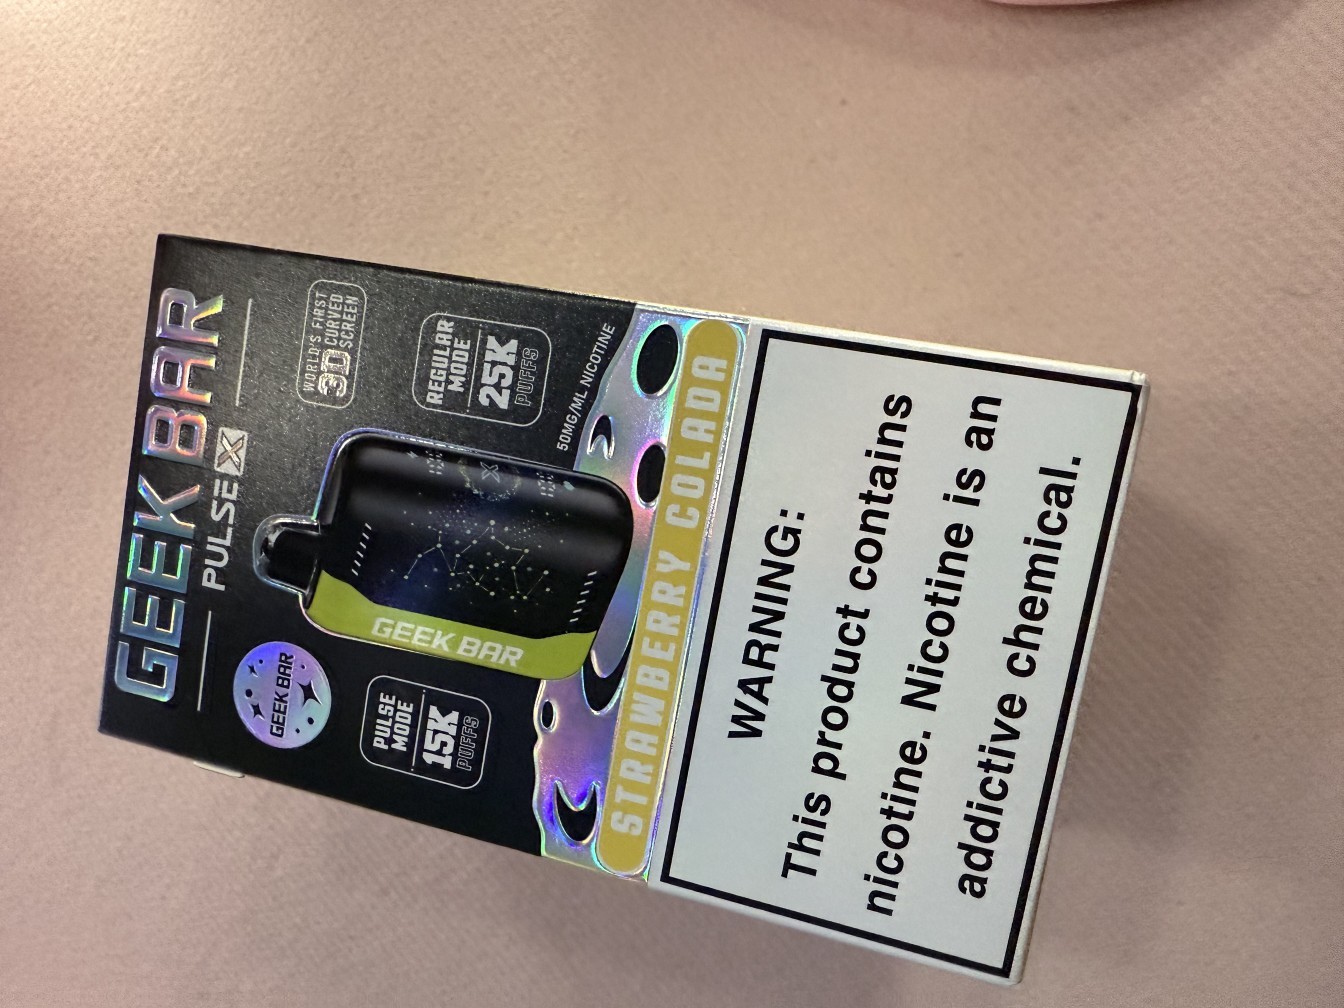 GEEK BAR
PULSE X
WORLD'S FIRST
3D CURVED
SCREEN
GEEK BAR
REGULAR
MODE
25K
PUFFS
GEEK BAR
PULSE
MODE
15K
PUFFS
50MG/ML NICOTINE
STRAWBERRY COLADA
WARNING:
This product contains
nicotine. Nicotine is an
addictive chemical.